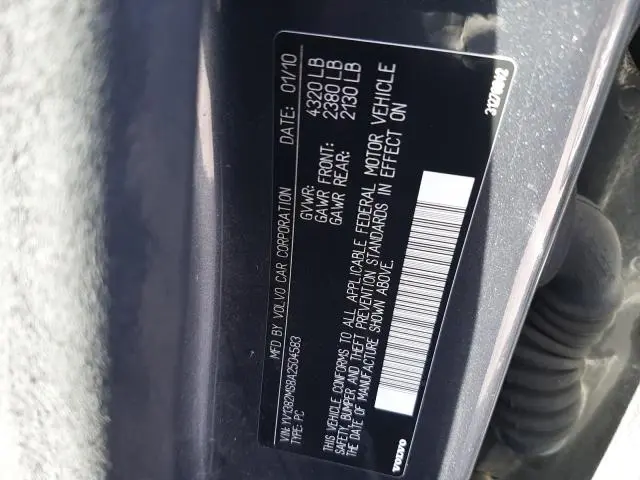 MFD BY VOLVO CAR CORPORATION DATE: 01/10
GVWR: 4320 LB
GAWR FRONT: 2380 LB
GAWR REAR: 2130 LB
VIN: YV1382MS8A2504583
TYPE: PC
THIS VEHICLE CONFORMS TO ALL APPLICABLE FEDERAL MOTOR VEHICLE
SAFETY, BUMPER AND THEFT PREVENTION STANDARDS IN EFFECT ON
THE DATE OF MANUFACTURE SHOWN ABOVE.
VOLVO